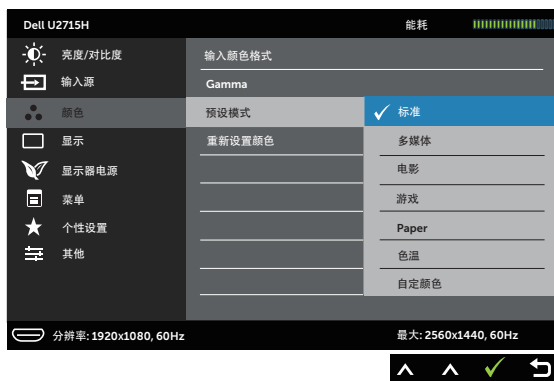 Dell U2715H 能耗
亮度/对比度
输入源
颜色
显示
显示器电源
菜单
个性设置
其他
输入颜色格式
Gamma
预设模式
重新设置颜色
标准
多媒体
电影
游戏
Paper
色温
自定颜色
分辨率: 1920x1080, 60Hz 最大: 2560x1440, 60Hz